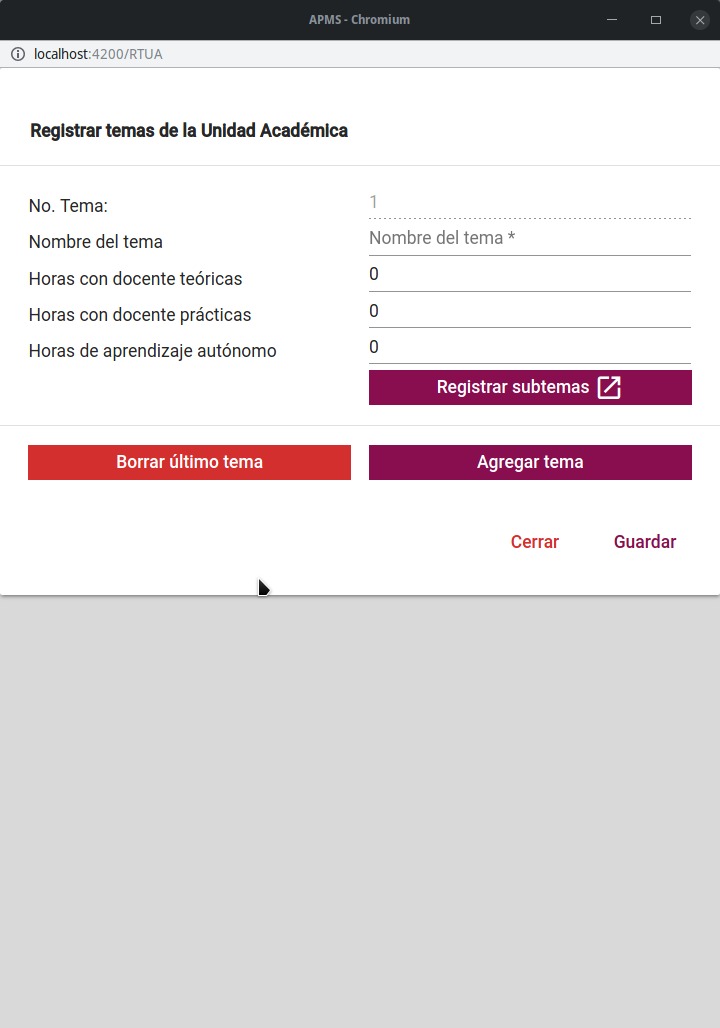 APMS - Chromium
localhost:4200/RTUA
Registrar temas de la Unidad Académica
No. Tema: 1
Nombre del tema Nombre del tema *
Horas con docente teóricas 0
Horas con docente prácticas 0
Horas de aprendizaje autónomo 0
Registrar subtemas
Borrar último tema Agregar tema
Cerrar Guardar